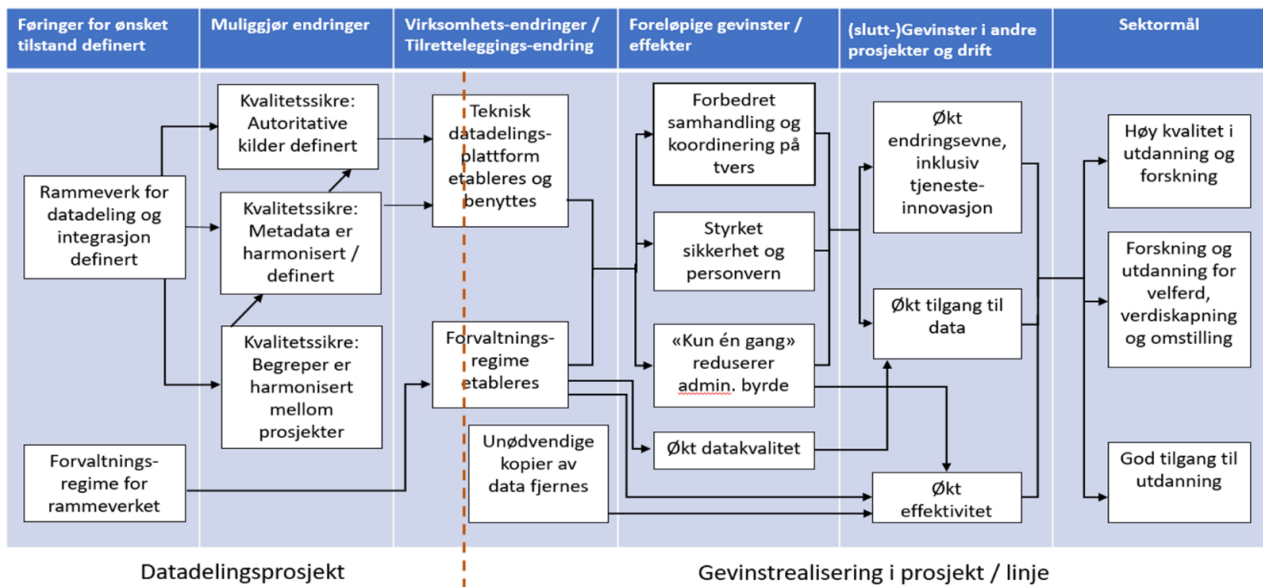 Føringer for ønsket
tilstand definert
Muliggjør endringer
Virksomhets-endringer /
Tilretteleggings-endring
Foreløpige gevinster /
effekter
(slutt-)Gevinster i andre
prosjekter og drift
Sektormål
Rammeverk for
datadeling og
integrasjon
definert
Forvaltnings-
regime for
rammeverket
Kvalitetssikre:
Autoritative
kilder definert
Kvalitetssikre:
Metadata er
harmonisert /
definert
Kvalitetssikre:
Begreper er
harmonisert
mellom
prosjekter
Teknisk
datadelings-
plattform
etableres og
benyttes
Forvaltnings-
regime
etableres
Unødvendige
kopier av
data fjernes
Forbedret
samhandling og
koordinering på
tvers
Styrket
sikkerhet og
personvern
«Kun én gang»
reduserer
admin. byrde
Økt datakvalitet
Økt
endringsevne,
inklusiv
tjeneste-
innovasjon
Økt tilgang til
data
Økt
effektivitet
Høy kvalitet i
utdanning og
forskning
Forskning og
utdanning for
velferd,
verdiskapning
og omstilling
God tilgang til
utdanning
Datadelingsprosjekt
Gevinstrealisering i prosjekt / linje